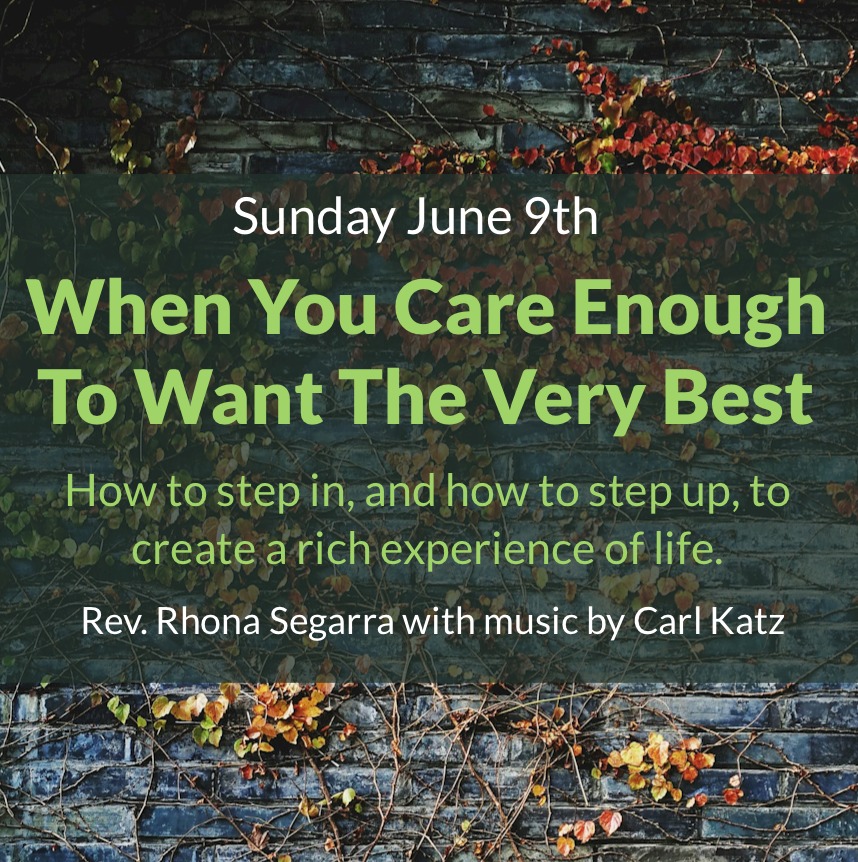 Sunday June 9th
When You Care Enough
To Want The Very Best
How to step in, and how to step up, to
create a rich experience of life.
Rev. Rhona Segarra with music by Carl Katz